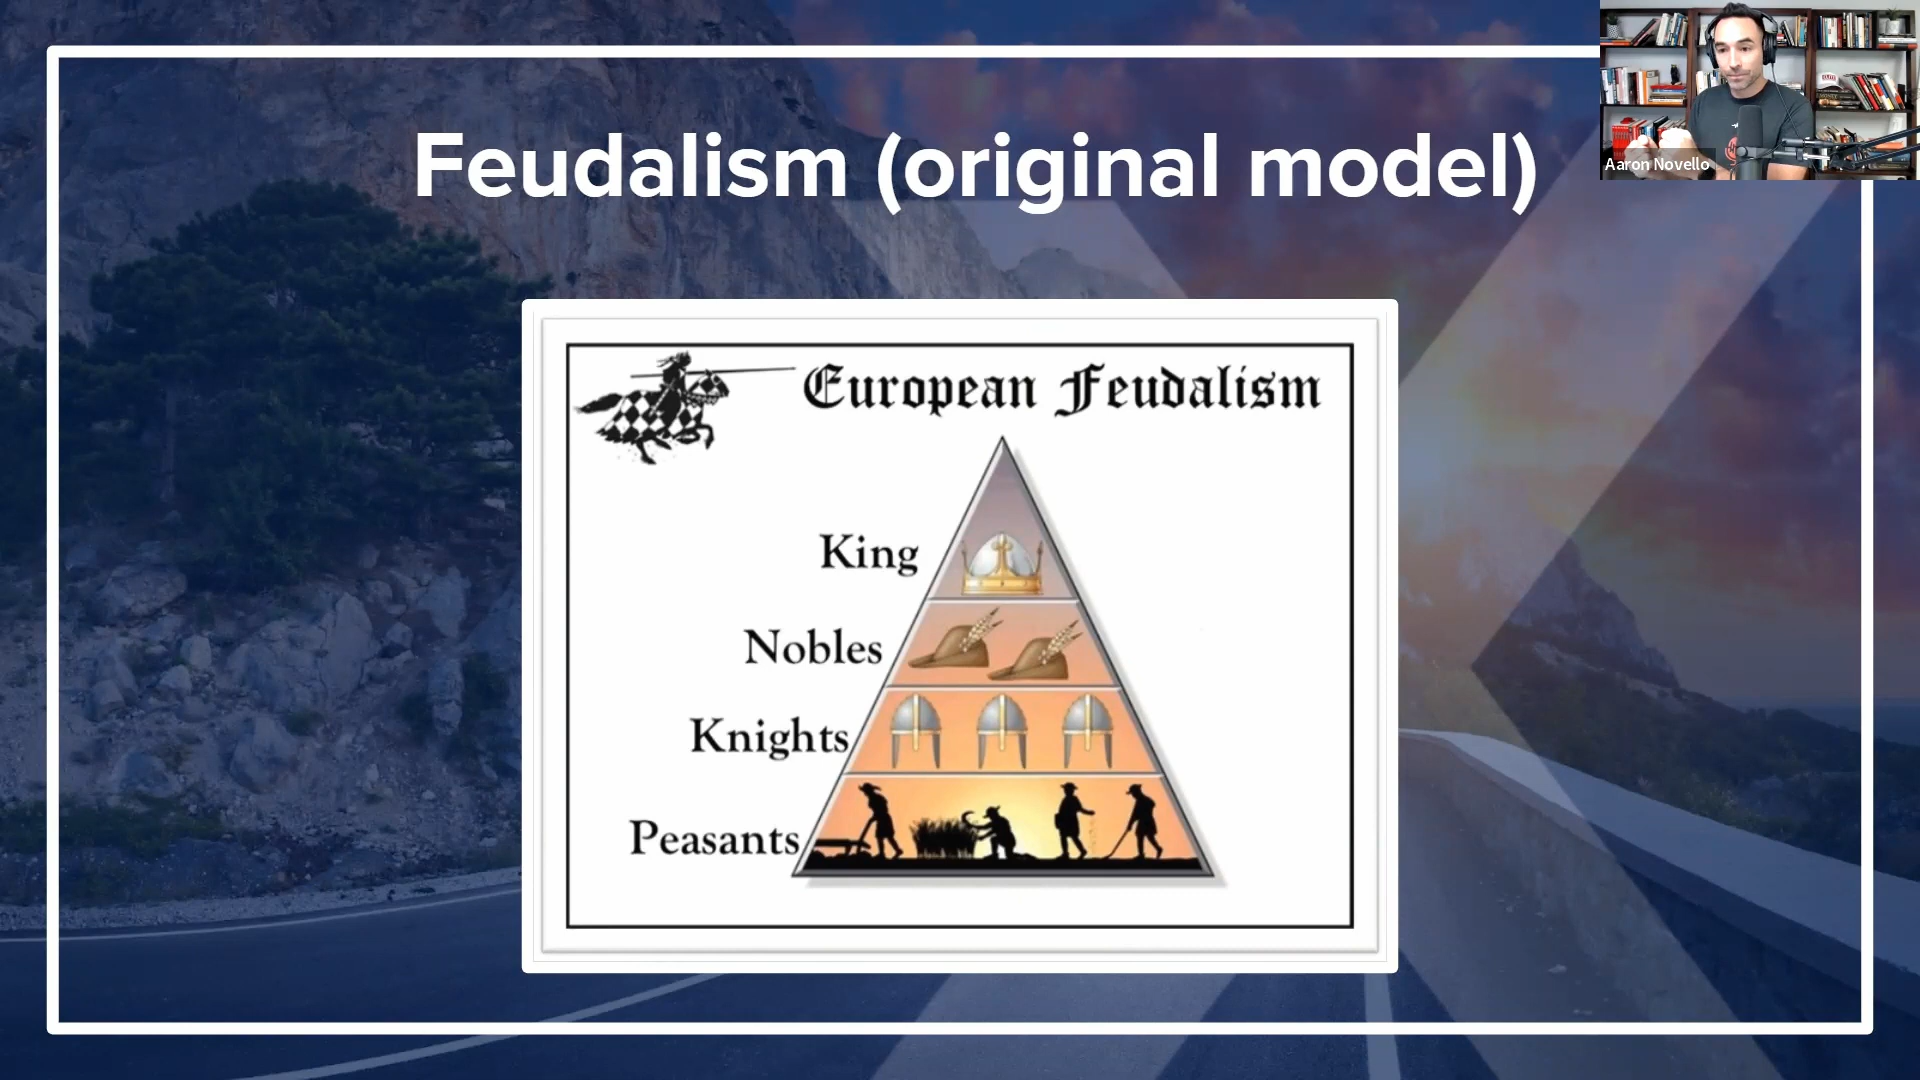 Feudalism (original model)
Aaron Novello
European Feudalism
King
Nobles
Knights
Peasants